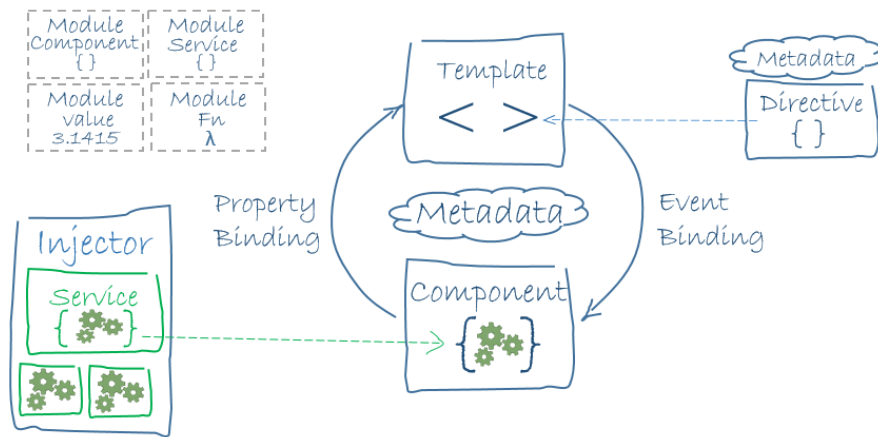 Module
Component
{ }
Module
Service
{ }
Module
value
3.1415
Module
Fn
λ
Template
< >
Metadata
Directive
{ }
Property
Binding
Metadata
Event
Binding
Injector
Service
{ }
Component
{ }